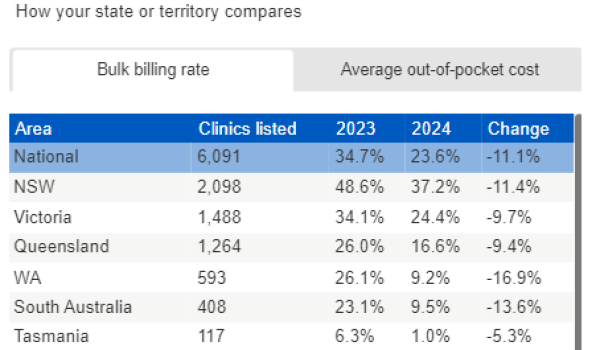 How your state or territory compares
Bulk billing rate Average out-of-pocket cost
Area Clinics listed 2023 2024 Change
National 6,091 34.7% 23.6% -11.1%
NSW 2,098 48.6% 37.2% -11.4%
Victoria 1,488 34.1% 24.4% -9.7%
Queensland 1,264 26.0% 16.6% -9.4%
WA 593 26.1% 9.2% -16.9%
South Australia 408 23.1% 9.5% -13.6%
Tasmania 117 6.3% 1.0% -5.3%